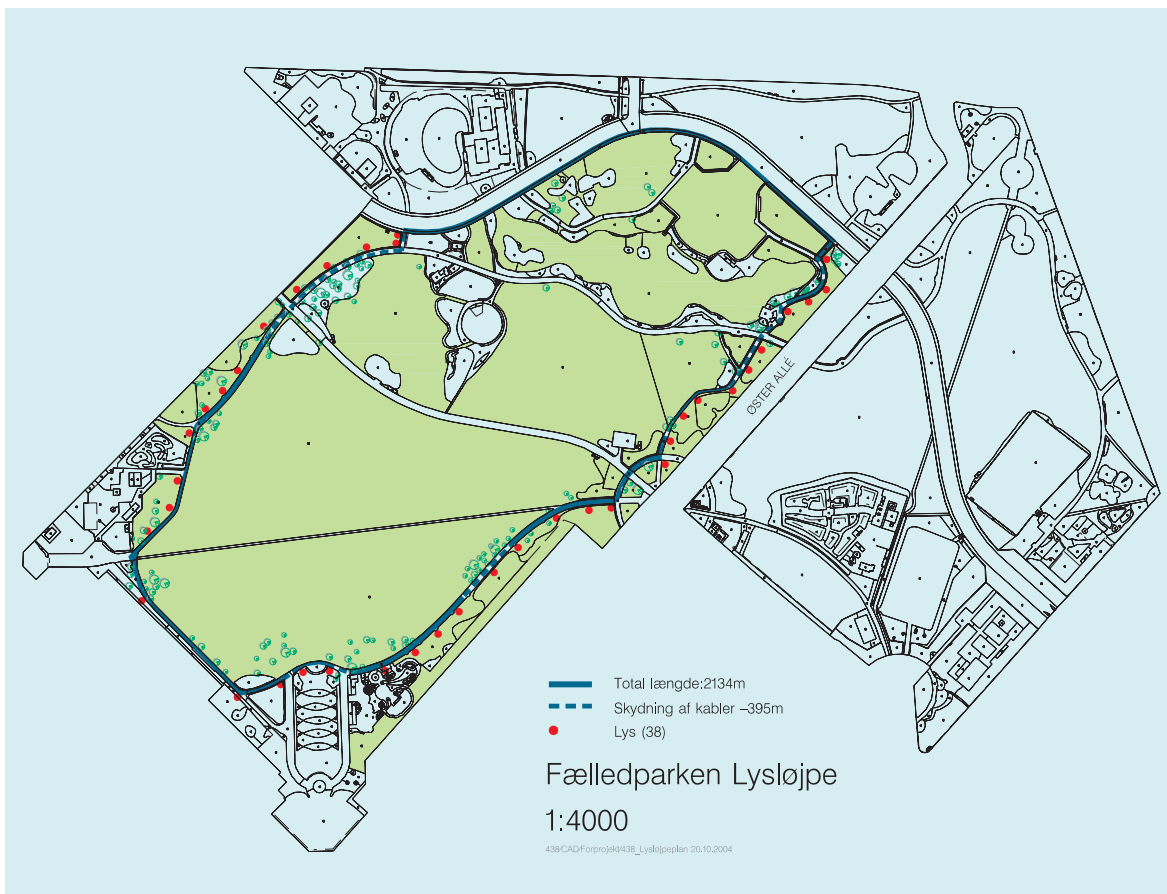 ØSTER ALLÉ
Total længde:2134m
Skydning af kabler –395m
Lys (38)
Fælledparken Lysløjpe
1:4000
438/CAD/Forprojekt/438_Lysløjpeplan 20.10.2004